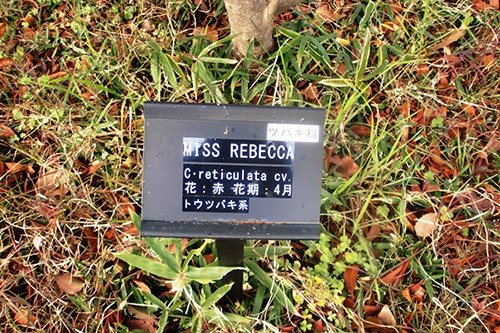 ツバキ科
MISS REBECCA
C.reticulata cv.
花:赤 花期:4月
トウツバキ系